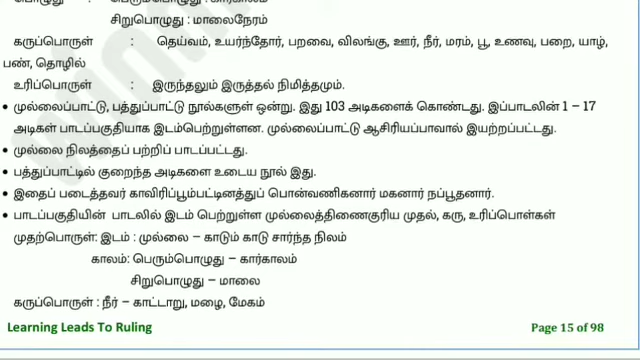 பொழுது : பெரும்பொழுது : கார்காலம்
சிறுபொழுது : மாலைநேரம்
கருப்பொருள் : தெய்வம், உயர்ந்தோர், பறவை, விலங்கு, ஊர், நீர், மரம், பூ, உணவு, பறை, யாழ்,
பண், தொழில்
உரிப்பொருள் : இருந்தலும் இருத்தல் நிமித்தமும்.
• முல்லைப்பாட்டு, பத்துப்பாட்டு நூல்களுள் ஒன்று. இது 103 அடிகளைக் கொண்டது. இப்பாடலின் 1 – 17
அடிகள் பாடப்பகுதியாக இடம்பெற்றுள்ளன. முல்லைப்பாட்டு ஆசிரியப்பாவால் இயற்றப்பட்டது.
• முல்லை நிலத்தைப் பற்றிப் பாடப்பட்டது.
• பத்துப்பாட்டில் குறைந்த அடிகளை உடைய நூல் இது.
• இதைப் படைத்தவர் காவிரிப்பூம்பட்டினத்துப் பொன்வணிகனார் மகனார் நப்பூதனார்.
• பாடப்பகுதியின் பாடலில் இடம் பெற்றுள்ள முல்லைத்திணைகுரிய முதல், கரு, உரிப்பொள்கள்
முதற்பொருள்: இடம் : முல்லை – காடும் காடு சார்ந்த நிலம்
காலம்: பெரும்பொழுது – கார்காலம்
சிறுபொழுது – மாலை
கருப்பொருள் : நீர் – காட்டாறு, மழை, மேகம்
Learning Leads To Ruling Page 15 of 98